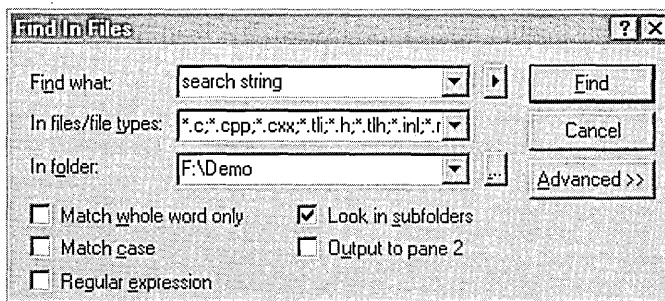 Find In Files ? X
Find what: search string Find
In files/file types: *.c;*.cpp;*.cxx;*.tli;*.h;*.tlh;*.inl;*.r Cancel
In folder: F:\Demo ... Advanced >>
Match whole word only Look in subfolders
Match case Output to pane 2
Regular expression